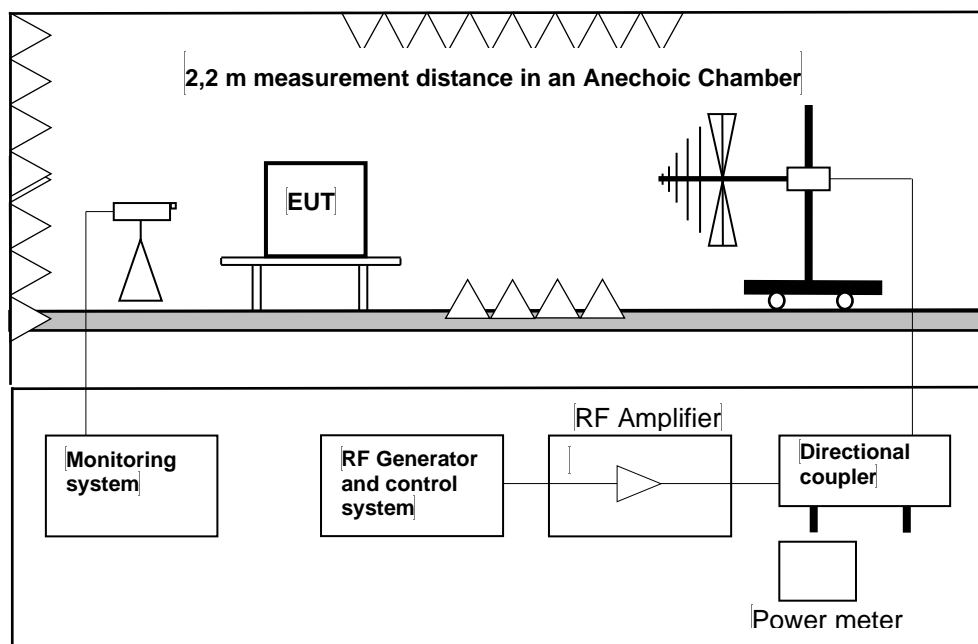 2,2 m measurement distance in an Anechoic Chamber
EUT
RF Amplifier
Monitoring
system
RF Generator
and control
system
Directional
coupler
Power meter